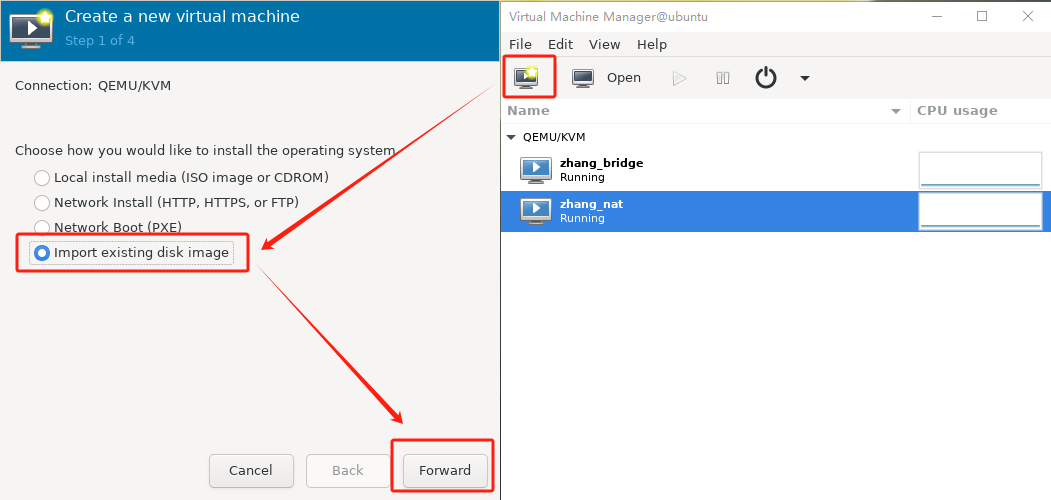 Create a new virtual machine
Step 1 of 4
Connection: QEMU/KVM
Choose how you would like to install the operating system
Local install media (ISO image or CDROM)
Network Install (HTTP, HTTPS, or FTP)
Network Boot (PXE)
Import existing disk image
Cancel
Back
Forward
Virtual Machine Manager@ubuntu
File Edit View Help
Open
Name CPU usage
QEMU/KVM
zhang_bridge
Running
zhang_nat
Running